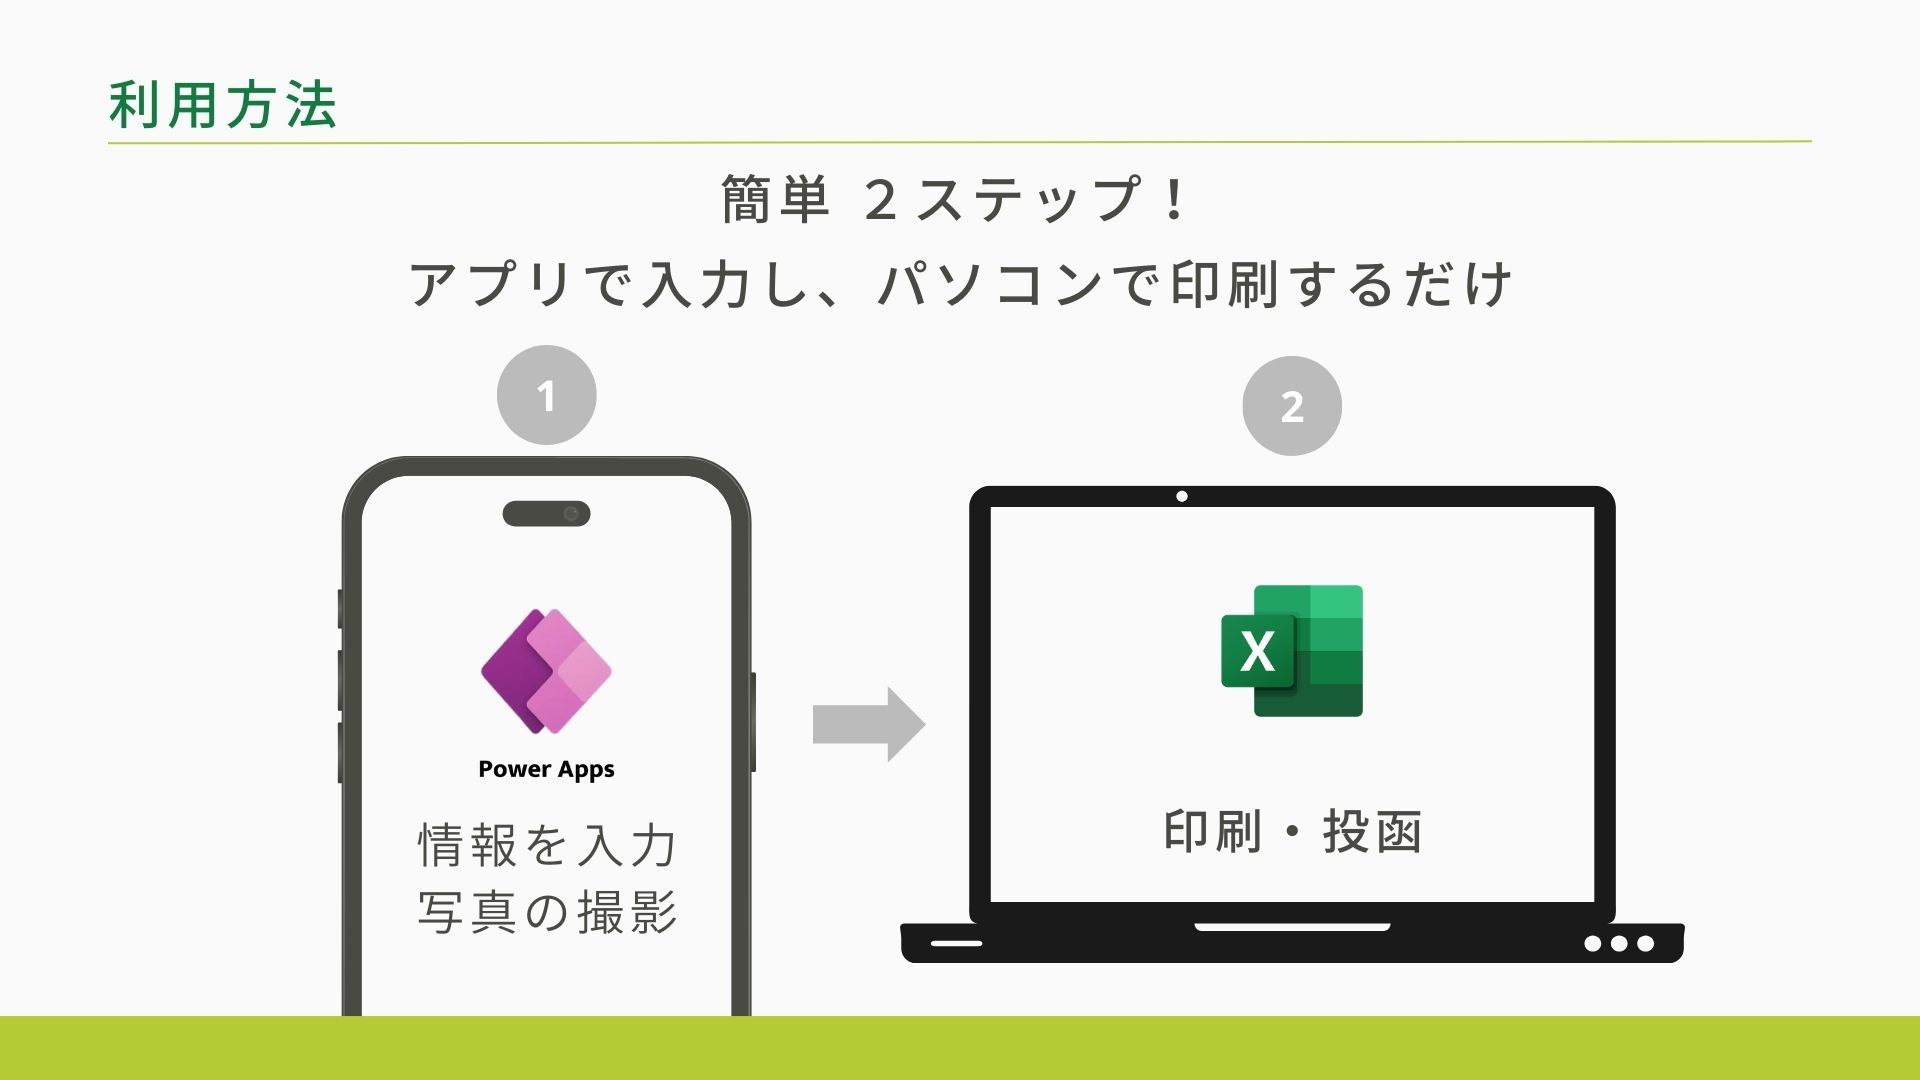 利用方法
簡単 ２ステップ！
アプリで入力し、パソコンで印刷するだけ
1
2
X
Power Apps
情報を入力
写真の撮影
印刷・投函